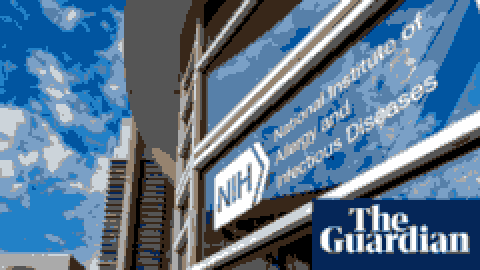 NIH
National Institute of
Allergy and
Infectious Diseases
The
Guardian